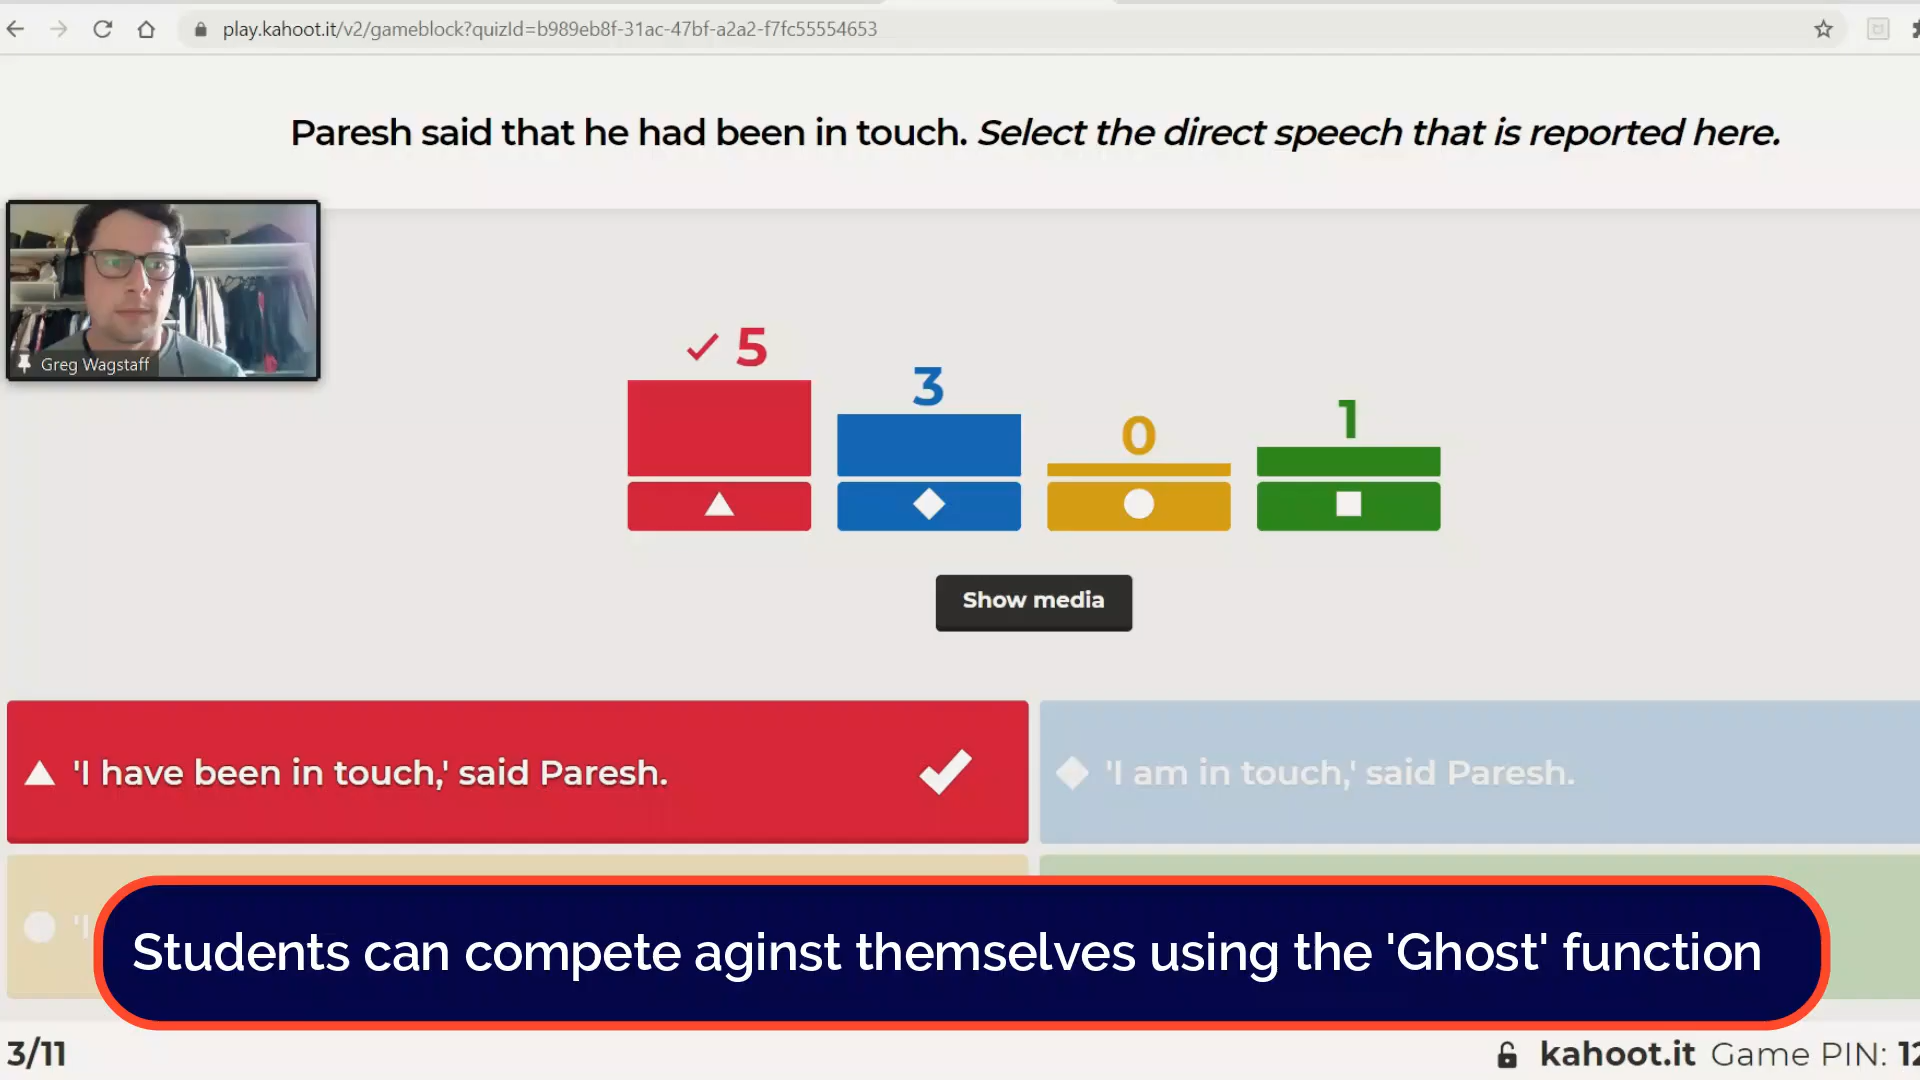 play.kahoot.it/v2/gameblock?quizId=b989eb8f-31ac-47bf-a2a2-f7fc55554653
Paresh said that he had been in touch. Select the direct speech that is reported here.
Greg Wagstaff
5
3
0
1
Show media
'I have been in touch,' said Paresh.
'I am in touch,' said Paresh.
'I
Students can compete aginst themselves using the 'Ghost' function
3/11
kahoot.it Game PIN: 12